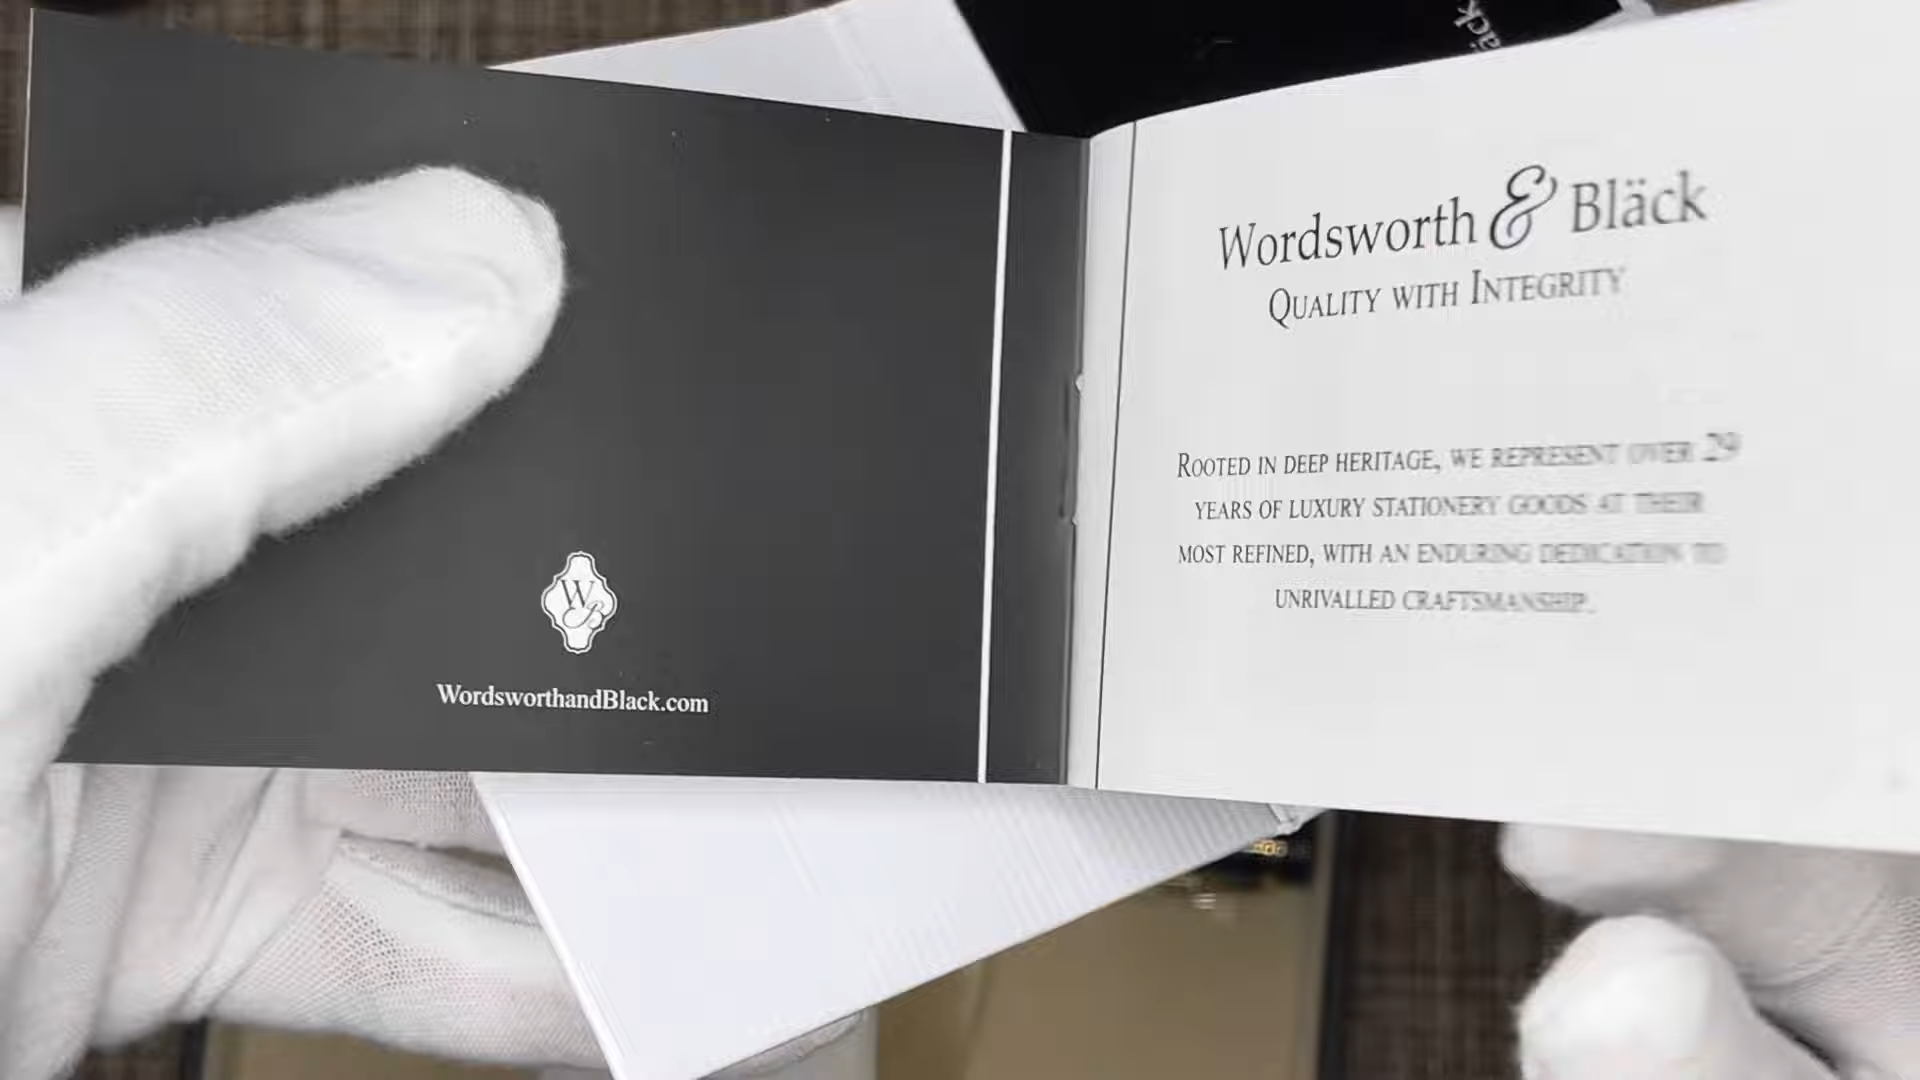 W
B
WordsworthandBlack.com
Wordsworth & Bläck
QUALITY WITH INTEGRITY
ROOTED IN DEEP HERITAGE, WE REPRESENT OVER 29
YEARS OF LUXURY STATIONERY GOODS AT THEIR
MOST REFINED, WITH AN ENDURING DEDICATION TO
UNRIVALLED CRAFTSMANSHIP.
äck